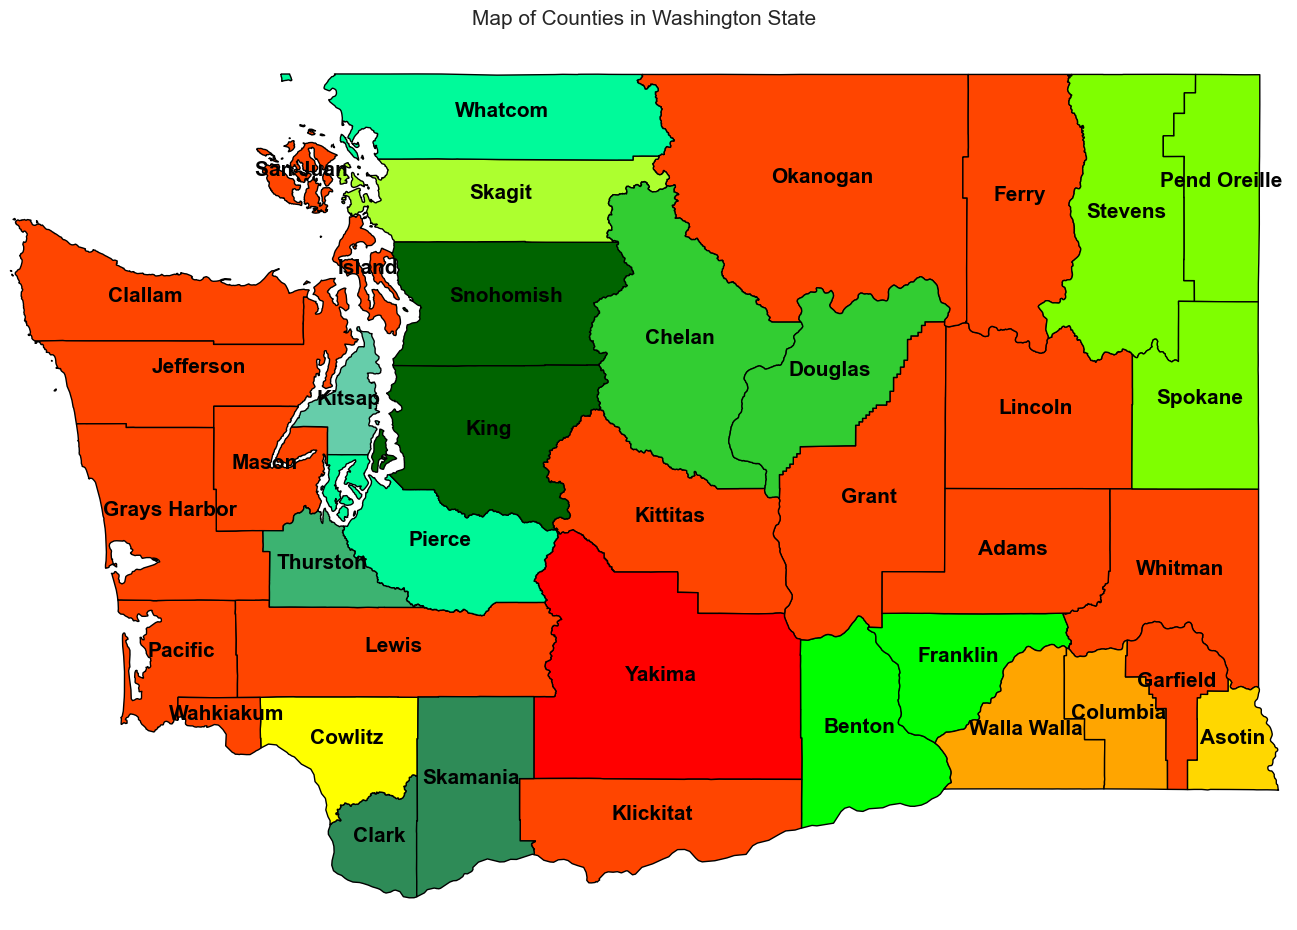 Map of Counties in Washington State
Whatcom
San Juan
Skagit
Okanogan
Ferry
Pend Oreille
Stevens
Island
Clallam
Snohomish
Chelan
Jefferson
Douglas
Kitsap
Spokane
Lincoln
King
Mason
Grays Harbor
Grant
Kittitas
Pierce
Adams
Thurston
Whitman
Pacific
Lewis
Franklin
Yakima
Garfield
Wahkiakum
Columbia
Cowlitz
Benton
Walla Walla
Asotin
Skamania
Klickitat
Clark